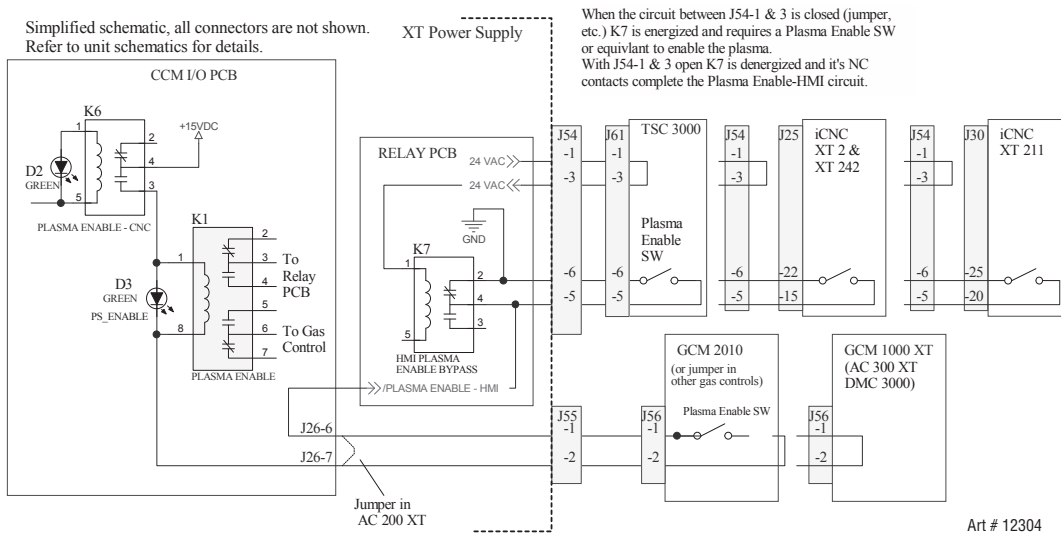 Simplified schematic, all connectors are not shown.
Refer to unit schematics for details.
XT Power Supply
When the circuit between J54-1 & 3 is closed (jumper,
etc.) K7 is energized and requires a Plasma Enable SW
or equivlant to enable the plasma.
With J54-1 & 3 open K7 is denergized and it's NC
contacts complete the Plasma Enable-HMI circuit.
CCM I/O PCB
K6
1
2
4
3
5
+15VDC
D2
GREEN
PLASMA ENABLE - CNC
K1
1
8
2
3
4
5
6
7
To
Relay
PCB
To Gas
Control
D3
GREEN
PS_ENABLE
PLASMA ENABLE
RELAY PCB
24 VAC
24 VAC
GND
K7
1
2
4
3
5
HMI PLASMA
ENABLE BYPASS
/PLASMA ENABLE - HMI
J26-6
J26-7
Jumper in
AC 200 XT
J54
-1
-3
-6
-5
J61
-1
-3
-6
-5
TSC 3000
Plasma
Enable
SW
J54
-1
-3
-6
-5
J25
-22
-15
iCNC
XT 2 &
XT 242
J54
-1
-3
-6
-5
J30
-25
-20
iCNC
XT 211
J55
-1
-2
J56
-1
-2
GCM 2010
(or jumper in
other gas controls)
Plasma Enable SW
J56
-1
-2
GCM 1000 XT
(AC 300 XT
DMC 3000)
Art # 12304